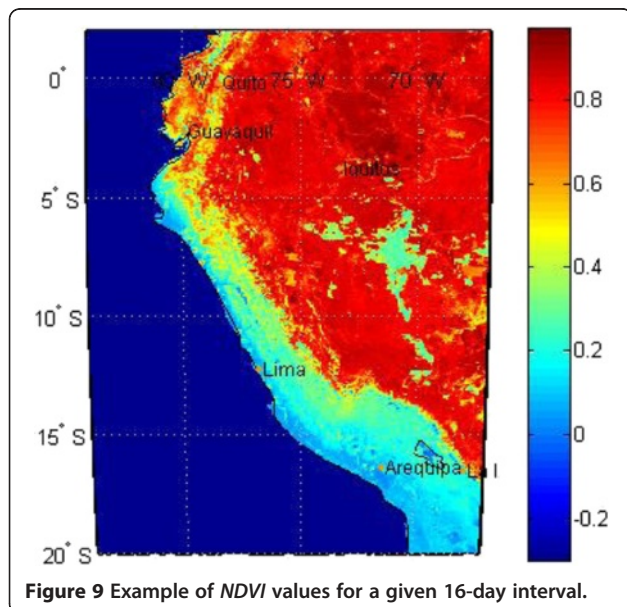 0° W Quito 75° W 70° W
Guayaquil
Iquitos
5° S
10° S
Lima
15° S
Arequipa
20° S
0.8
0.6
0.4
0.2
0
-0.2
Figure 9 Example of NDVI values for a given 16-day interval.